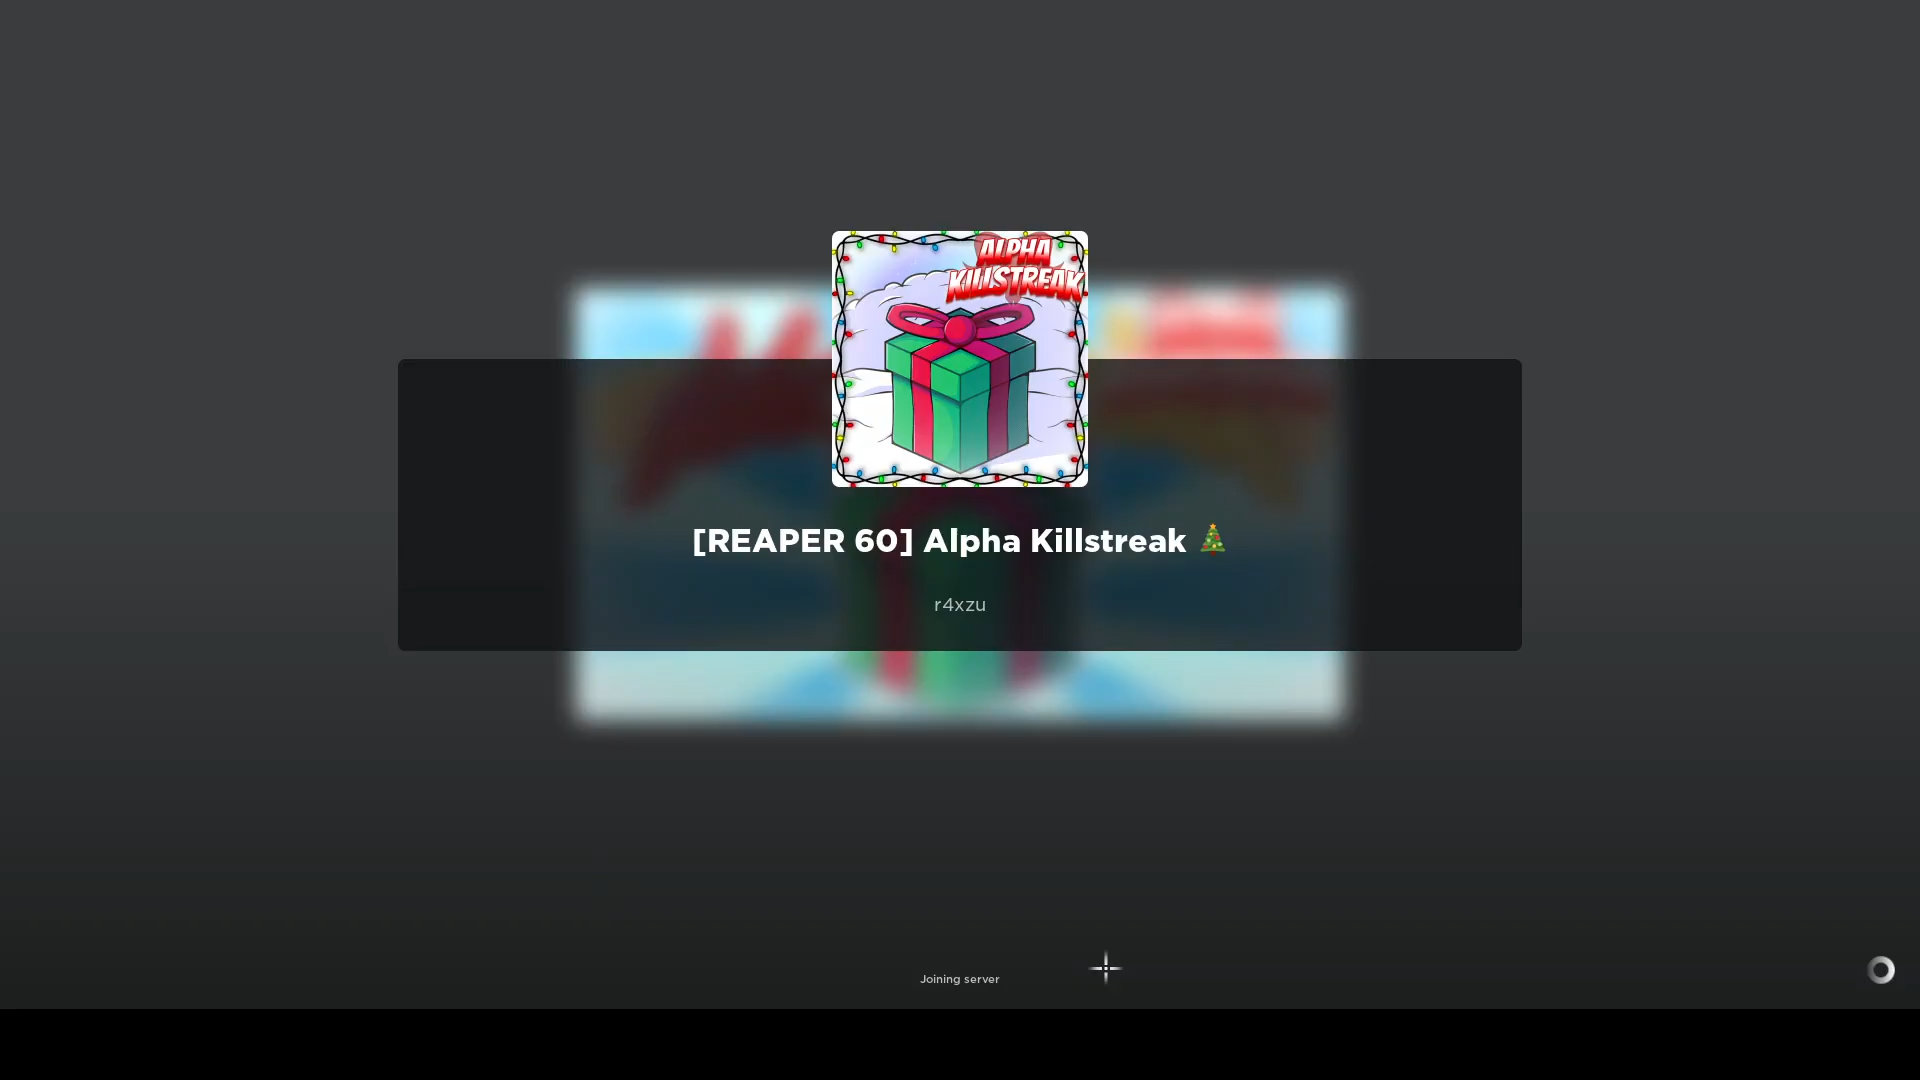 ALPHA
KILLSTREAK
[REAPER 60] Alpha Killstreak 🎄
r4xzu
Joining server